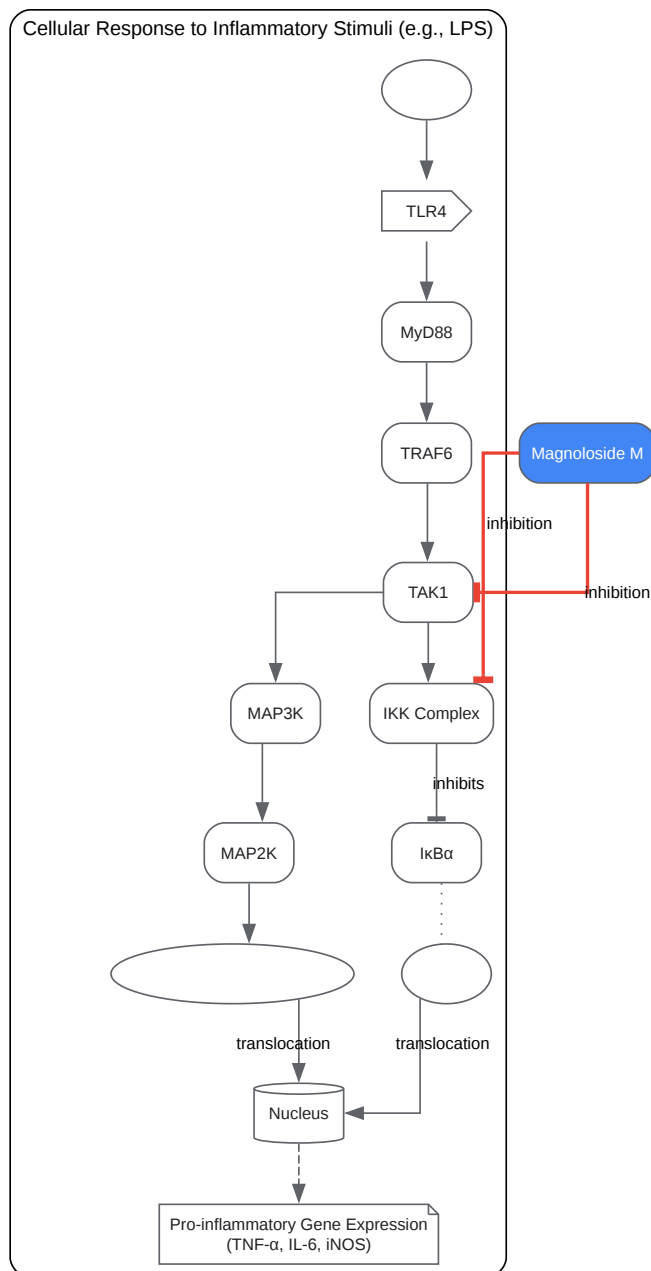 Cellular Response to Inflammatory Stimuli (e.g., LPS)
TLR4
MyD88
TRAF6
Magnoloside M
inhibition
TAK1
inhibition
MAP3K
IKK Complex
inhibits
MAP2K
IκBα
translocation
translocation
Nucleus
Pro-inflammatory Gene Expression
(TNF-α, IL-6, iNOS)